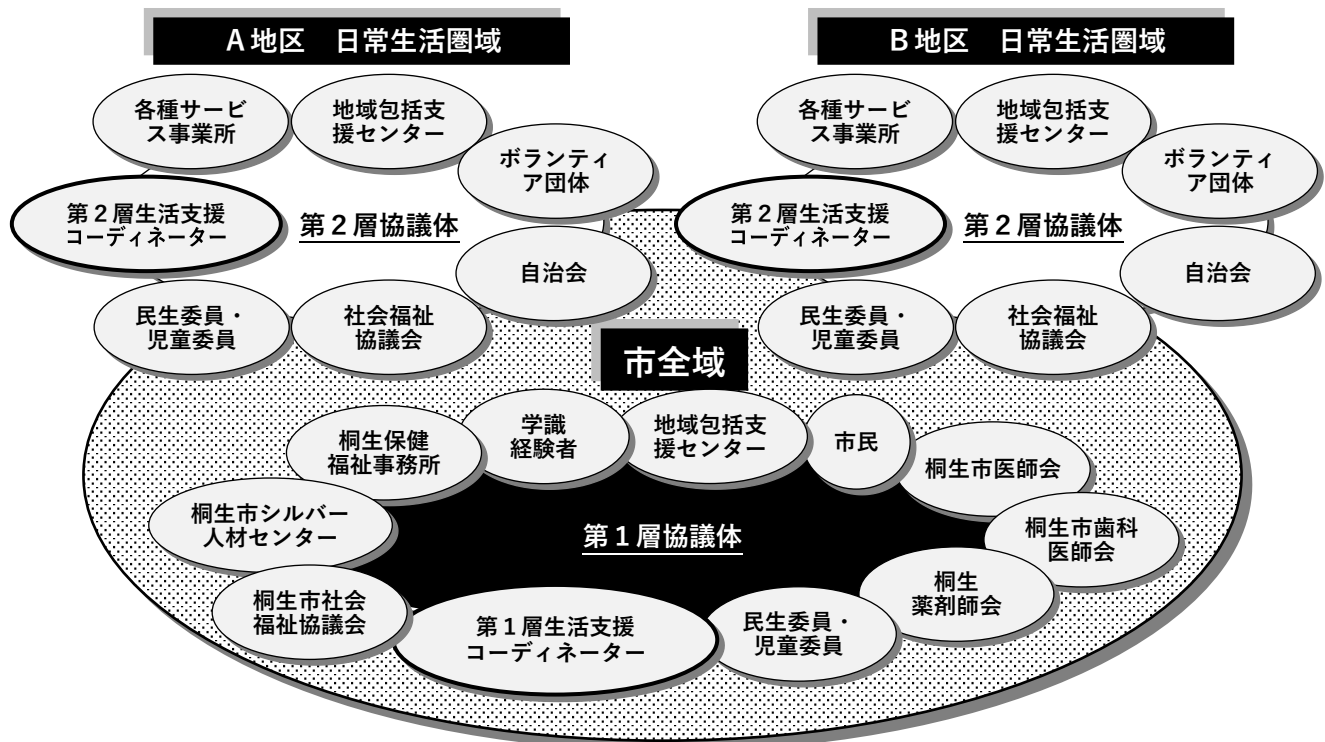 A地区　日常生活圏域
各種サービ
ス事業所
地域包括支
援センター
ボランティ
ア団体
第２層生活支援
コーディネーター
第２層協議体
自治会
民生委員・
児童委員
社会福祉
協議会
B地区　日常生活圏域
各種サービ
ス事業所
地域包括支
援センター
ボランティ
ア団体
第２層生活支援
コーディネーター
第２層協議体
自治会
民生委員・
児童委員
社会福祉
協議会
市全域
桐生保健
福祉事務所
学識
経験者
地域包括支
援センター
市民
桐生市医師会
桐生市シルバー
人材センター
第１層協議体
桐生市歯科
医師会
桐生市社会
福祉協議会
第１層生活支援
コーディネーター
民生委員・
児童委員
桐生
薬剤師会